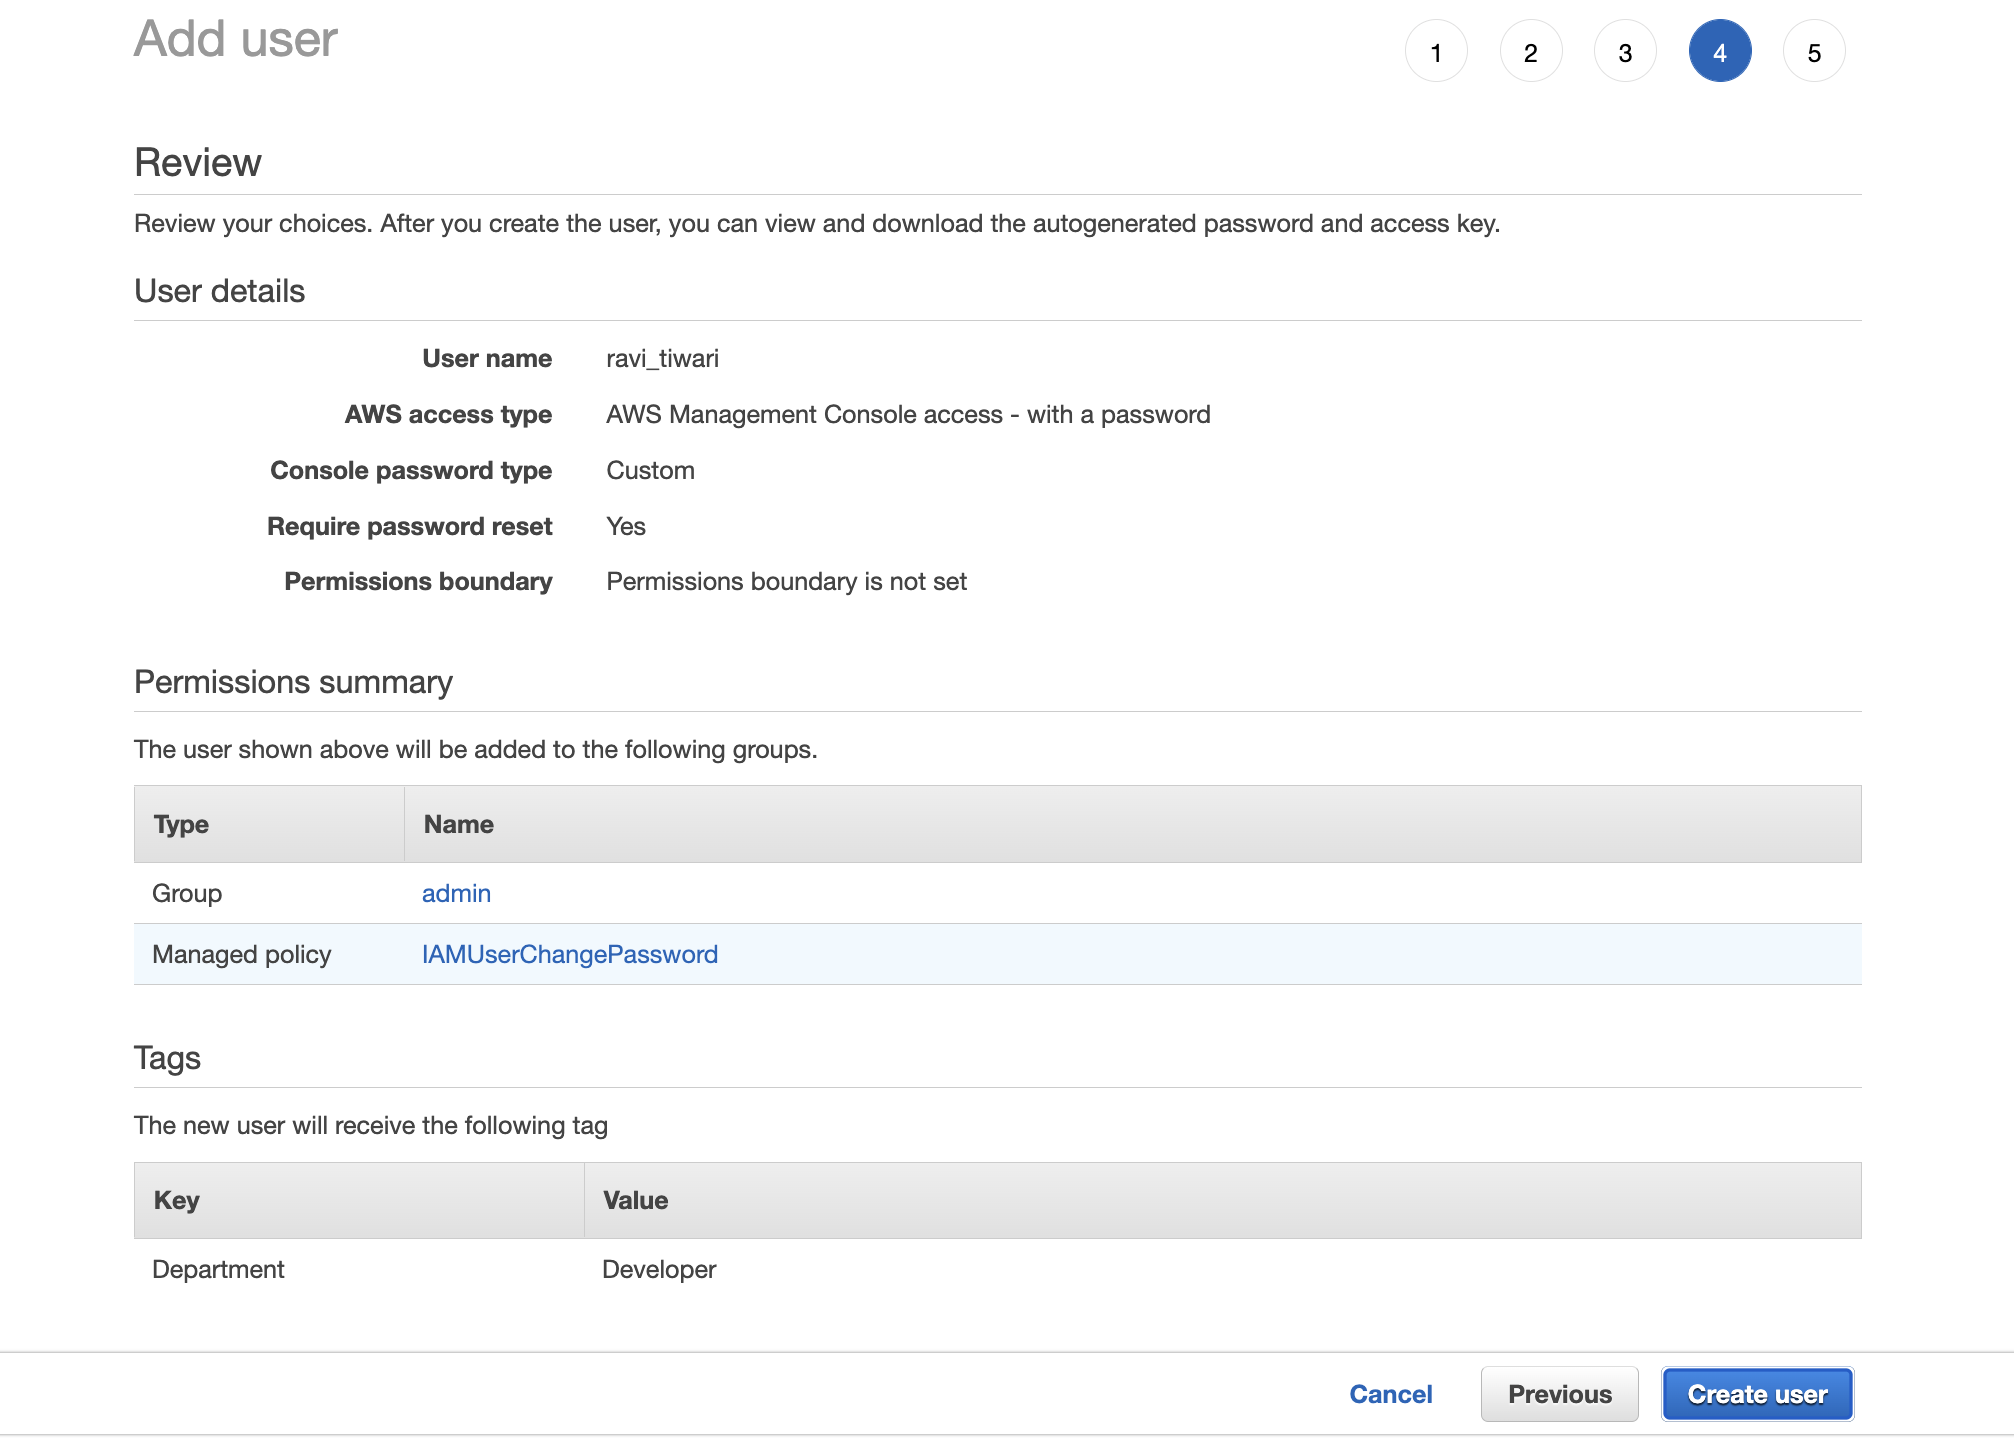 Add user
1 2 3 4 5
Review
Review your choices. After you create the user, you can view and download the autogenerated password and access key.
User details
User name ravi_tiwari
AWS access type AWS Management Console access - with a password
Console password type Custom
Require password reset Yes
Permissions boundary Permissions boundary is not set
Permissions summary
The user shown above will be added to the following groups.
Type Name
Group admin
Managed policy IAMUserChangePassword
Tags
The new user will receive the following tag
Key Value
Department Developer
Cancel Previous Create user